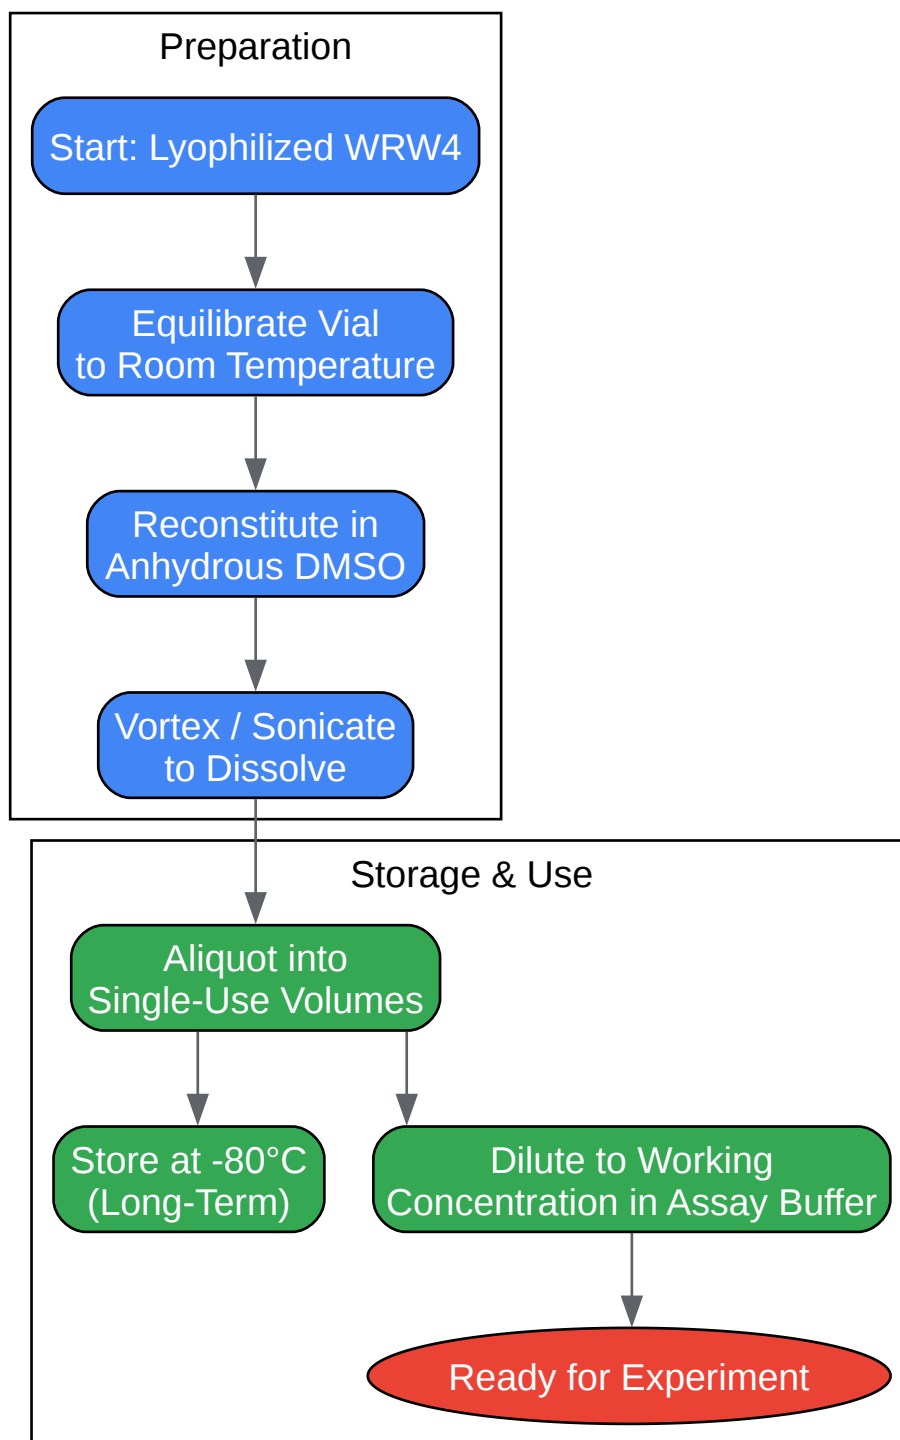 Preparation
Start: Lyophilized WRW4
Equilibrate Vial
to Room Temperature
Reconstitute in
Anhydrous DMSO
Vortex / Sonicate
to Dissolve
Storage & Use
Aliquot into
Single-Use Volumes
Store at -80°C
(Long-Term)
Dilute to Working
Concentration in Assay Buffer
Ready for Experiment